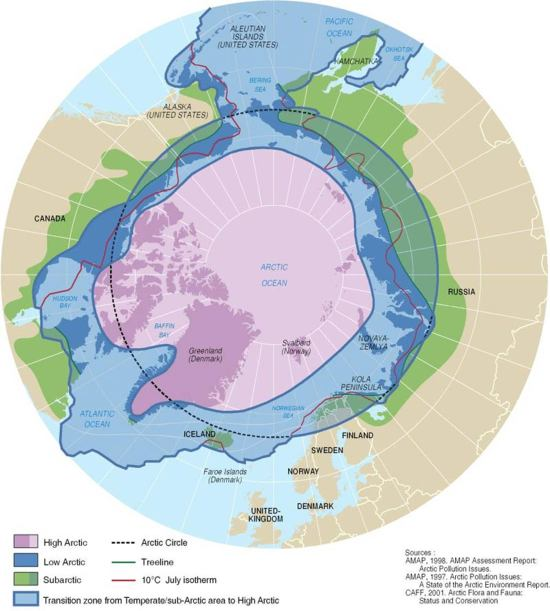 ALEUTIAN
ISLANDS
(UNITED STATES)
PACIFIC
OCEAN
KAMCHATKA
OKHOTSK
SEA
BERING
SEA
ALASKA
(UNITED STATES)
CANADA
ARCTIC
OCEAN
RUSSIA
HUDSON
BAY
BAFFIN
BAY
Greenland
(Denmark)
Svalbard
(Norway)
NOVAYA-
ZEMLYA
KOLA
PENINSULA
ATLANTIC
OCEAN
NORWEGIAN
SEA
ICELAND
FINLAND
SWEDEN
Faroe Islands
(Denmark)
NORWAY
UNITED-
KINGDOM
DENMARK
High Arctic
Low Arctic
Subarctic
Arctic Circle
Treeline
10°C July isotherm
Transition zone from Temperate/sub-Arctic area to High Arctic
Sources :
AMAP, 1998. AMAP Assessment Report:
Arctic Pollution Issues.
AMAP, 1997. Arctic Pollution Issues:
A State of the Arctic Environment Report.
CAFF, 2001. Arctic Flora and Fauna:
Status and Conservation